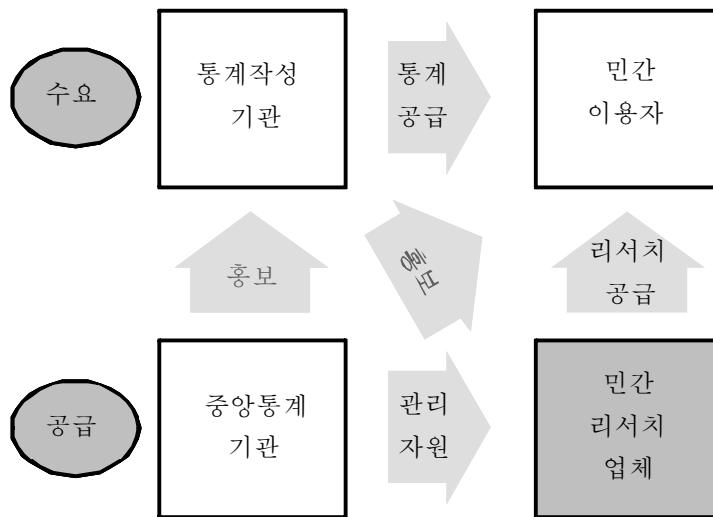 수요
통계작성
기관
통계
공급
민간
이용자
홍보
홍보
리서치
공급
공급
중앙통계
기관
관리
자원
민간
리서치
업체